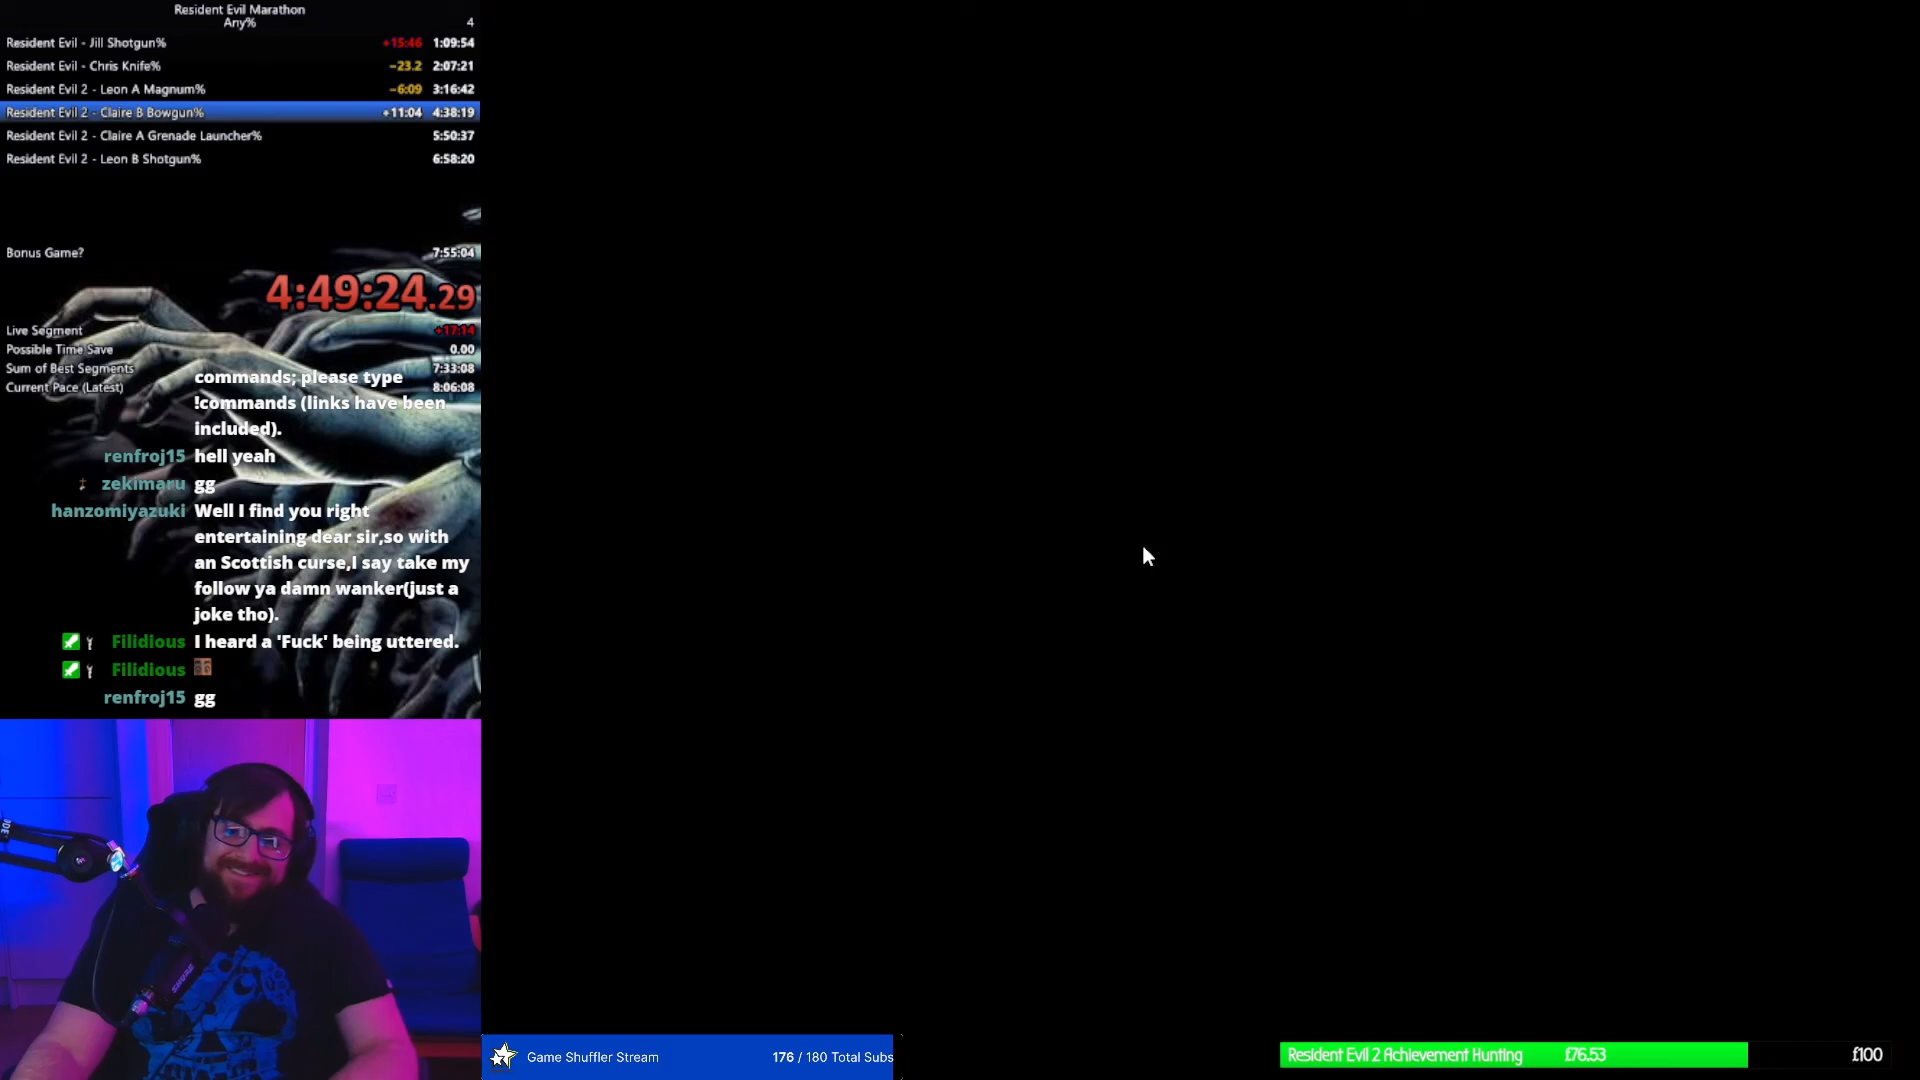 Resident Evil Marathon
Any%
4
Resident Evil - Jill Shotgun% +15:46 1:09:54
Resident Evil - Chris Knife% −23.2 2:07:21
Resident Evil 2 - Leon A Magnum% −6:09 3:16:42
Resident Evil 2 - Claire B Bowgun% +11:04 4:38:19
Resident Evil 2 - Claire A Grenade Launcher% 5:50:37
Resident Evil 2 - Leon B Shotgun% 6:58:20
Bonus Game? 7:55:04
4:49:24.29
Live Segment +17:14
Possible Time Save 0.00
Sum of Best Segments 7:33:08
Current Pace (Latest) 8:06:08
commands; please type
!commands (links have been
included).
renfroj15 hell yeah
zekimaru gg
hanzomiyazuki Well I find you right
entertaining dear sir,so with
an Scottish curse,I say take my
follow ya damn wanker(just a
joke tho).
Filidious I heard a 'Fuck' being uttered.
Filidious
renfroj15 gg
Game Shuffler Stream 176 / 180 Total Subs
Resident Evil 2 Achievement Hunting £76.53 £100